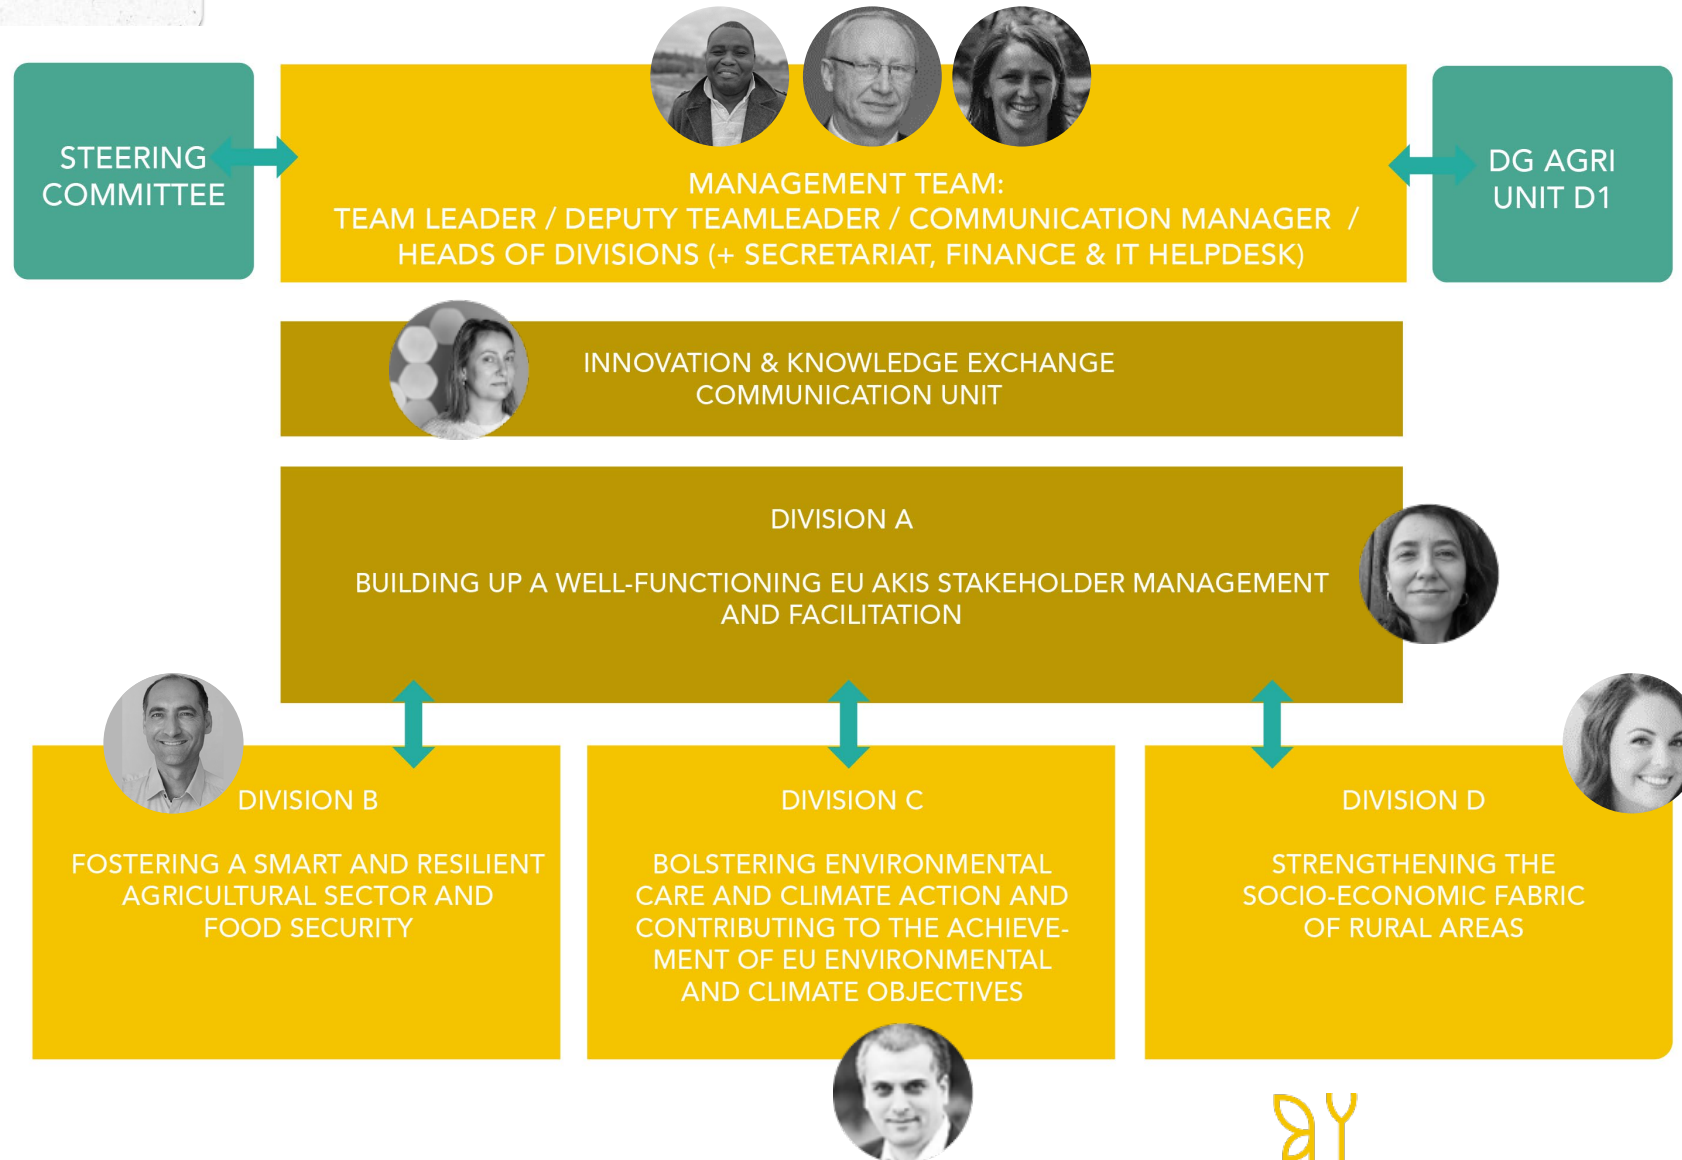 STEERING
COMMITTEE
MANAGEMENT TEAM:
TEAM LEADER / DEPUTY TEAMLEADER / COMMUNICATION MANAGER /
HEADS OF DIVISIONS (+ SECRETARIAT, FINANCE & IT HELPDESK)
DG AGRI
UNIT D1
INNOVATION & KNOWLEDGE EXCHANGE
COMMUNICATION UNIT
DIVISION A
BUILDING UP A WELL-FUNCTIONING EU AKIS STAKEHOLDER MANAGEMENT
AND FACILITATION
DIVISION B
FOSTERING A SMART AND RESILIENT
AGRICULTURAL SECTOR AND
FOOD SECURITY
DIVISION C
BOLSTERING ENVIRONMENTAL
CARE AND CLIMATE ACTION AND
CONTRIBUTING TO THE ACHIEVE-
MENT OF EU ENVIRONMENTAL
AND CLIMATE OBJECTIVES
DIVISION D
STRENGTHENING THE
SOCIO-ECONOMIC FABRIC
OF RURAL AREAS